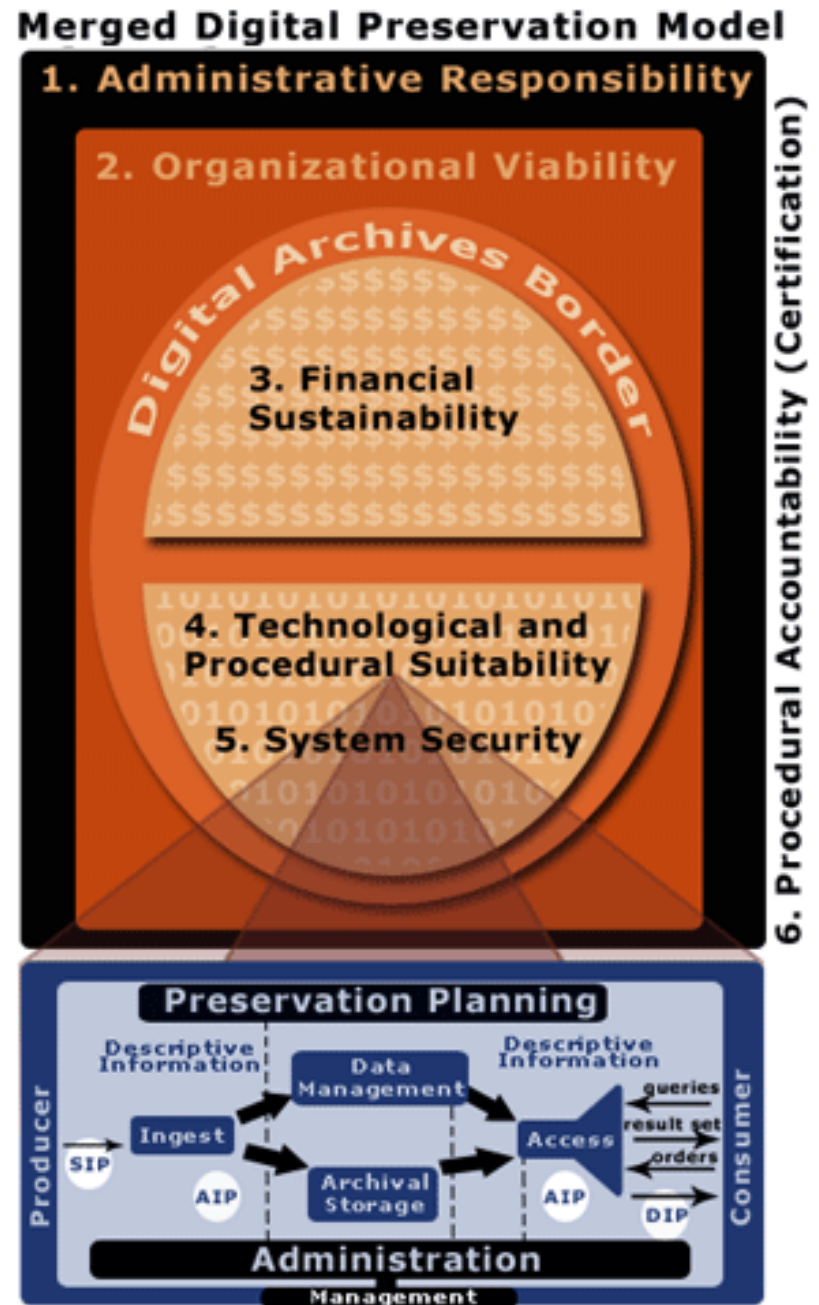 Merged Digital Preservation Model
1. Administrative Responsibility
2. Organizational Viability
Digital Archives Border
3. Financial
Sustainability
4. Technological and
Procedural Suitability
5. System Security
6. Procedural Accountability (Certification)
Preservation Planning
Descriptive
Information
Descriptive
Information
Data
Management
Producer
Ingest
SIP
AIP
Archival
Storage
Access
AIP
queries
result set
orders
DIP
Consumer
Administration
Management